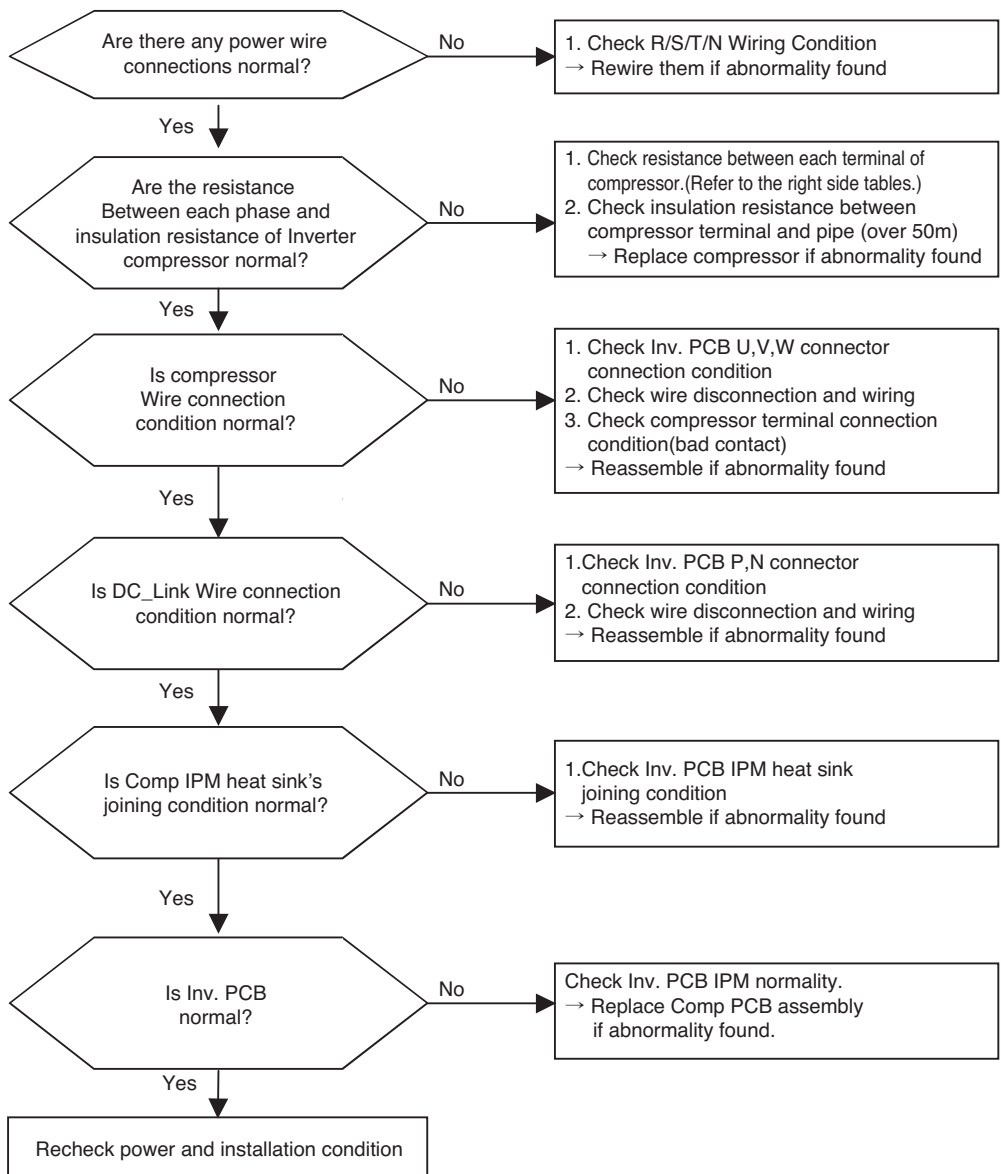 Are there any power wire
connections normal?
No
1. Check R/S/T/N Wiring Condition
→ Rewire them if abnormality found
Yes
Are the resistance
Between each phase and
insulation resistance of Inverter
compressor normal?
No
1. Check resistance between each terminal of
compressor.(Refer to the right side tables.)
2. Check insulation resistance between
compressor terminal and pipe (over 50m)
→ Replace compressor if abnormality found
Yes
Is compressor
Wire connection
condition normal?
No
1. Check Inv. PCB U,V,W connector
connection condition
2. Check wire disconnection and wiring
3. Check compressor terminal connection
condition(bad contact)
→ Reassemble if abnormality found
Yes
Is DC_Link Wire connection
condition normal?
No
1.Check Inv. PCB P,N connector
connection condition
2. Check wire disconnection and wiring
→ Reassemble if abnormality found
Yes
Is Comp IPM heat sink's
joining condition normal?
No
1.Check Inv. PCB IPM heat sink
joining condition
→ Reassemble if abnormality found
Yes
Is Inv. PCB
normal?
No
Check Inv. PCB IPM normality.
→ Replace Comp PCB assembly
if abnormality found.
Yes
Recheck power and installation condition